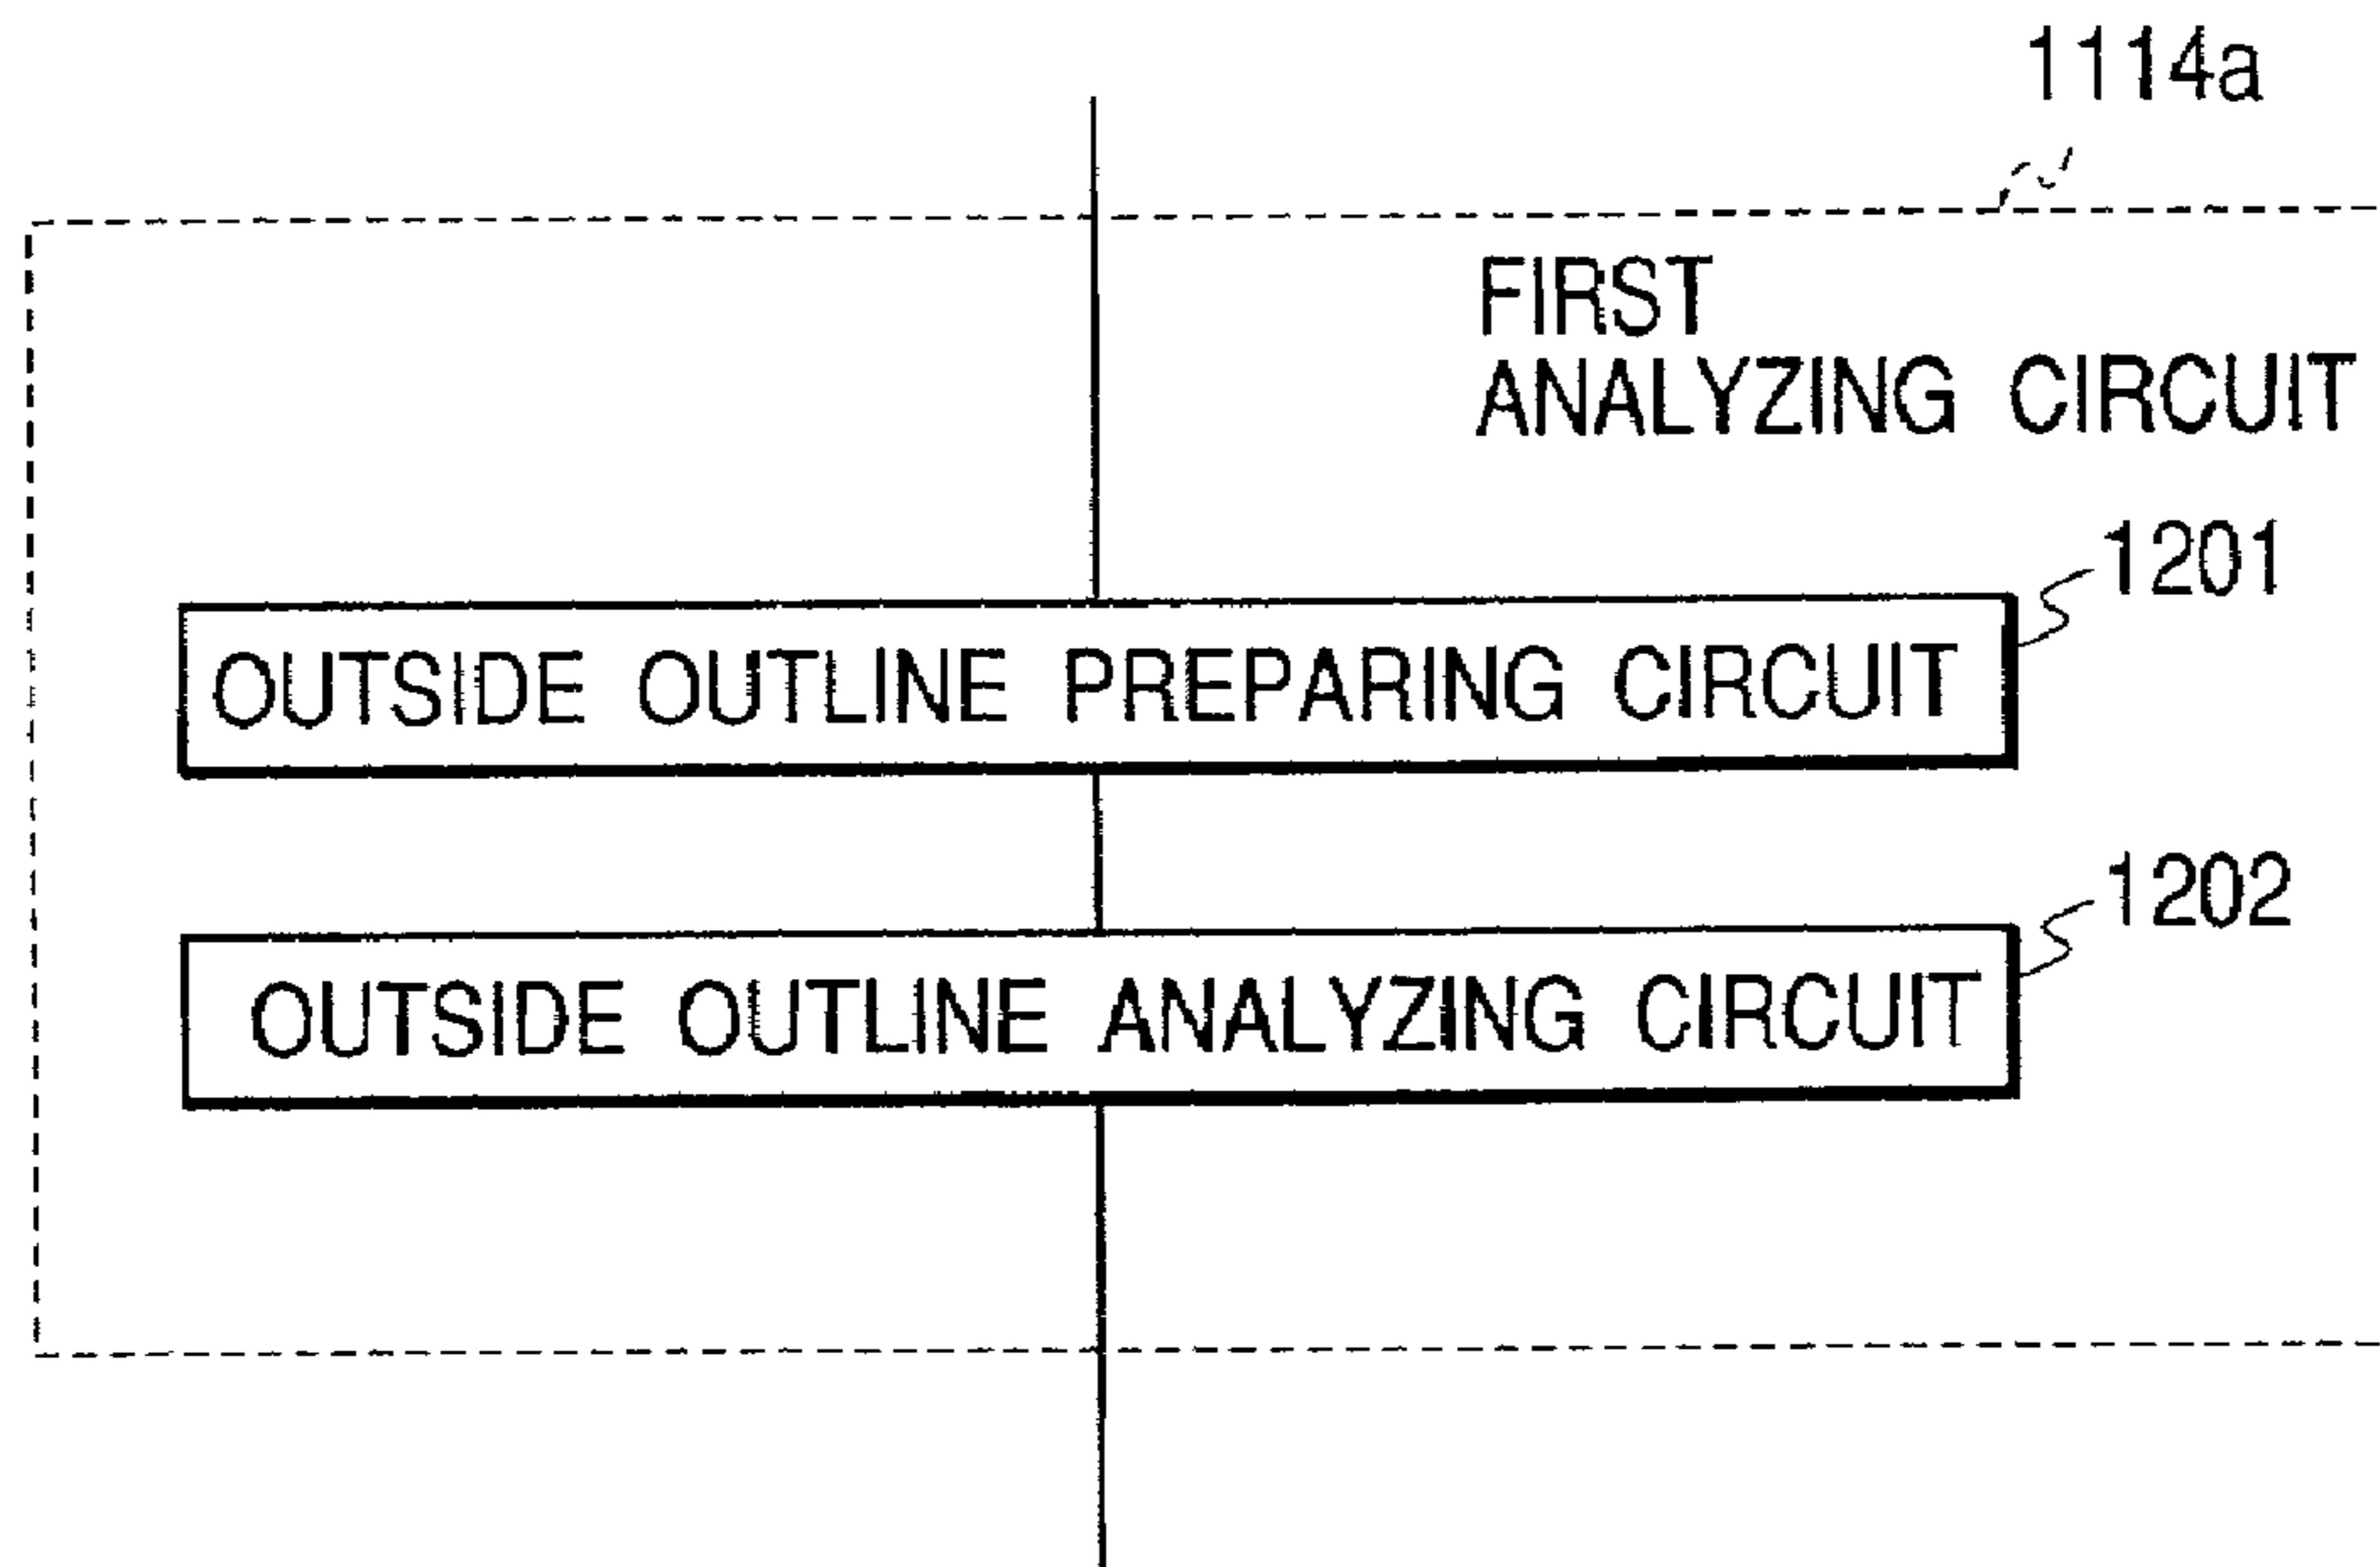 1114a
FIRST
ANALYZING CIRCUIT
1201
OUTSIDE OUTLINE PREPARING CIRCUIT
1202
OUTSIDE OUTLINE ANALYZING CIRCUIT